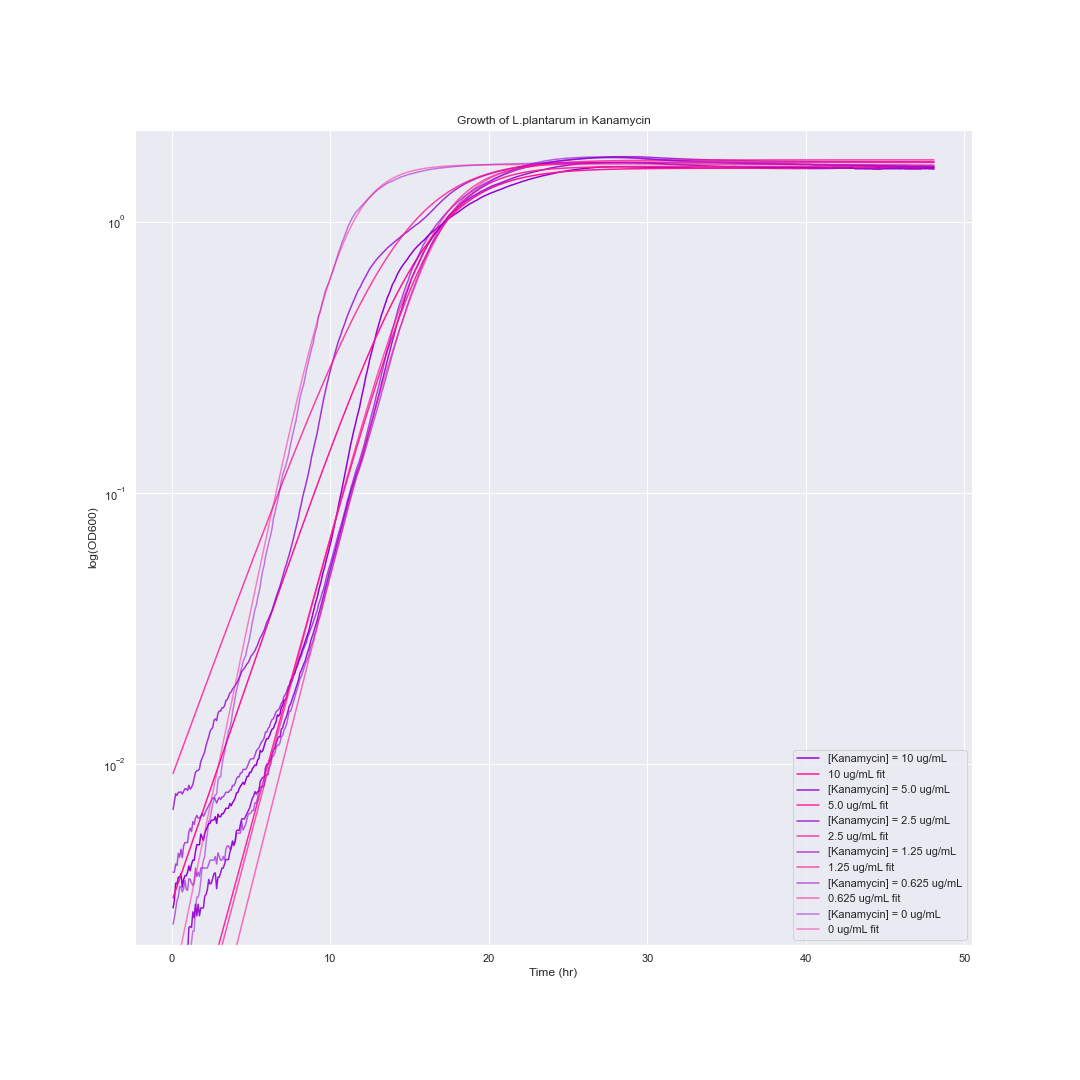 Growth of L.plantarum in Kanamycin
10⁰
10⁻¹
10⁻²
log(OD600)
[Kanamycin] = 10 ug/mL
10 ug/mL fit
[Kanamycin] = 5.0 ug/mL
5.0 ug/mL fit
[Kanamycin] = 2.5 ug/mL
2.5 ug/mL fit
[Kanamycin] = 1.25 ug/mL
1.25 ug/mL fit
[Kanamycin] = 0.625 ug/mL
0.625 ug/mL fit
[Kanamycin] = 0 ug/mL
0 ug/mL fit
0 10 20 30 40 50
Time (hr)